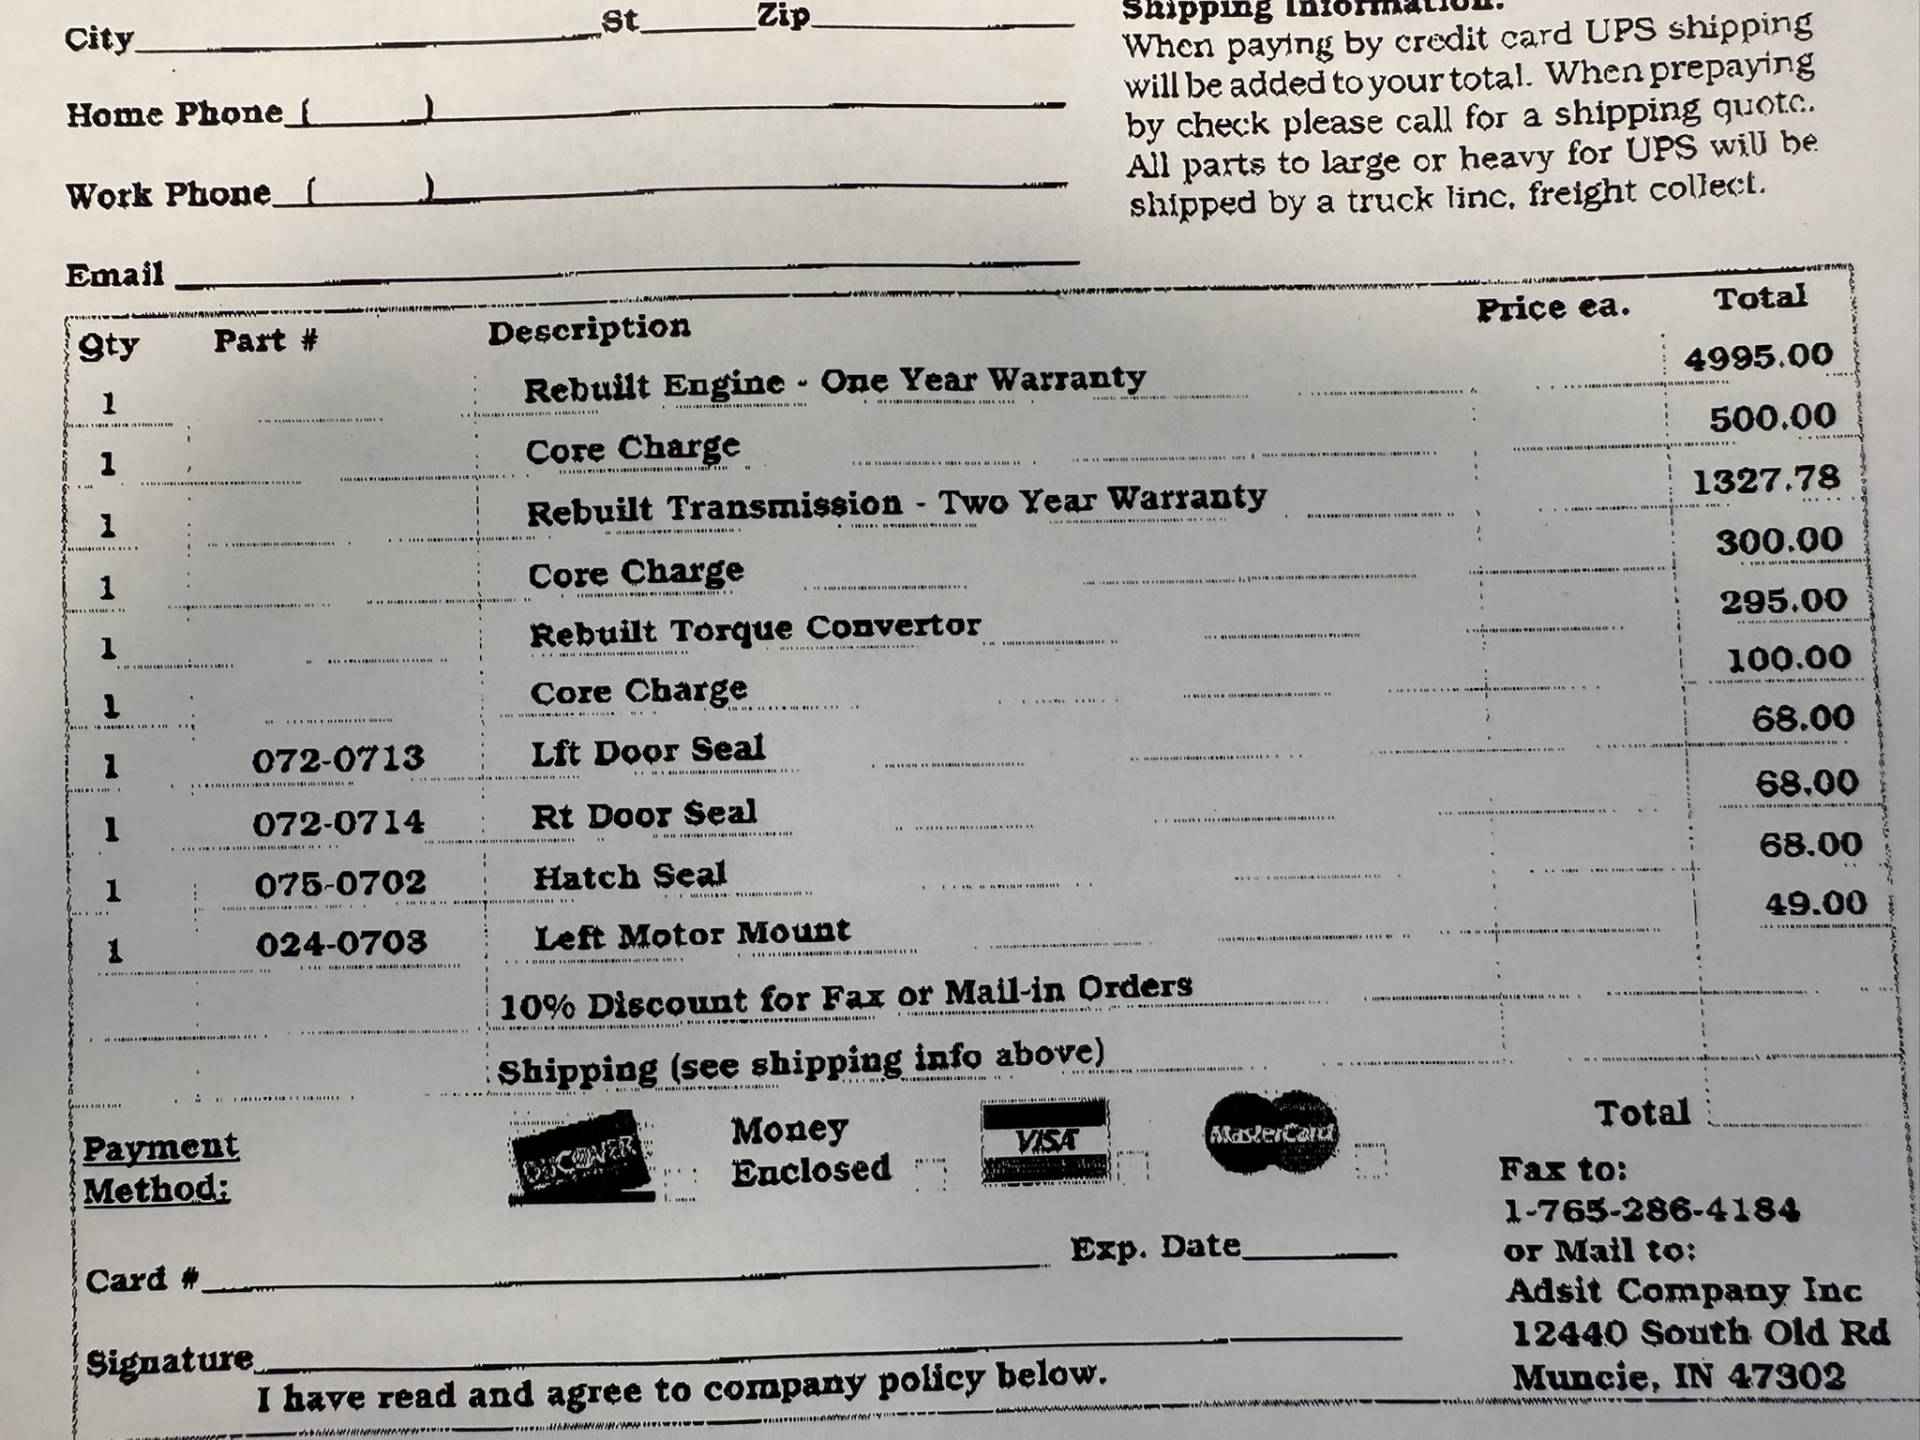 City St Zip
Home Phone ( )
Work Phone ( )
Email
Shipping Information:
When paying by credit card UPS shipping
will be added to your total. When prepaying
by check please call for a shipping quote.
All parts to large or heavy for UPS will be
shipped by a truck line, freight collect.
Qty Part # Description Price ea. Total
1 Rebuilt Engine - One Year Warranty 4995.00
1 Core Charge 500.00
1 Rebuilt Transmission - Two Year Warranty 1327.78
1 Core Charge 300.00
1 Rebuilt Torque Convertor 295.00
1 Core Charge 100.00
1 072-0713 Lft Door Seal 68.00
1 072-0714 Rt Door Seal 68.00
1 075-0702 Hatch Seal 68.00
1 024-0703 Left Motor Mount 49.00
10% Discount for Fax or Mail-in Orders
Shipping (see shipping info above)
Total
Payment
Method:
DISCOVER
Money
Enclosed
VISA
MasterCard
Card # Exp. Date
Signature
I have read and agree to company policy below.
Fax to:
1-765-286-4184
or Mail to:
Adsit Company Inc
12440 South Old Rd
Muncie, IN 47302